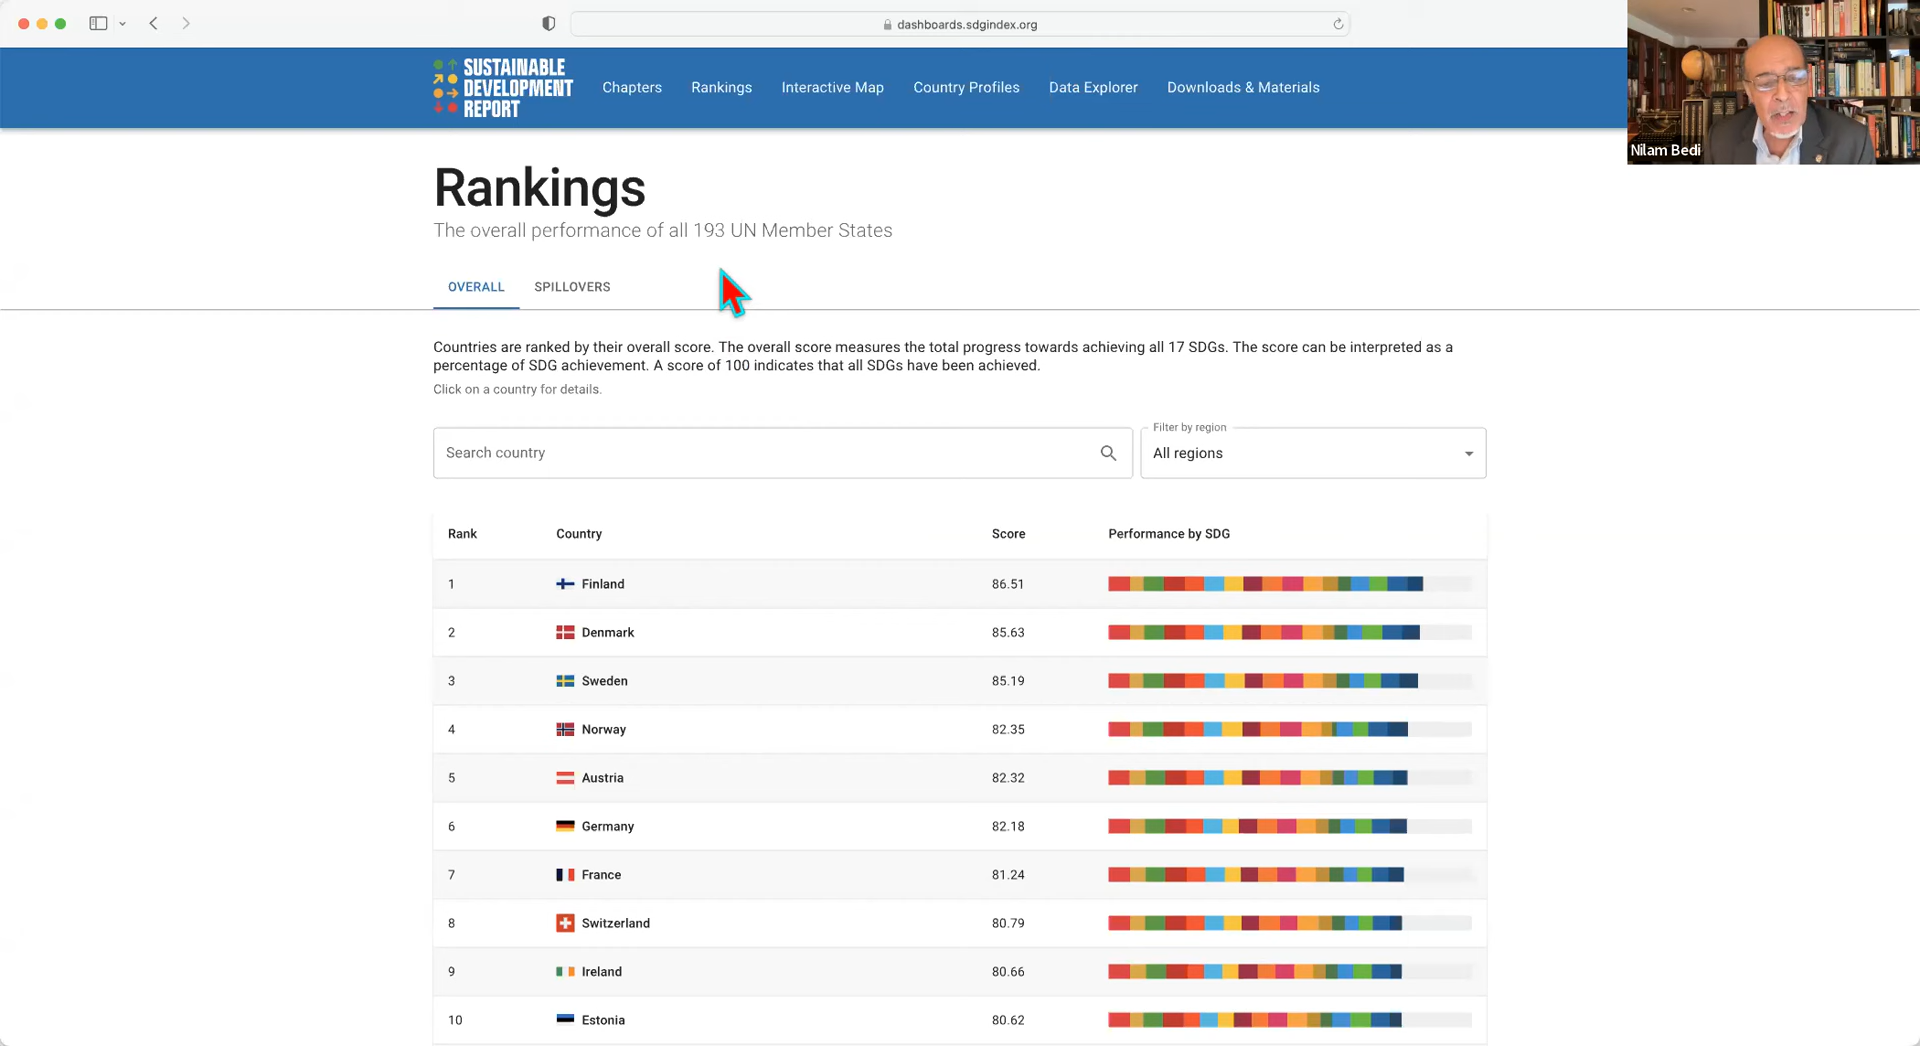 dashboards.sdgindex.org
SUSTAINABLE
DEVELOPMENT
REPORT
Chapters Rankings Interactive Map Country Profiles Data Explorer Downloads & Materials
Nilam Bedi
Rankings
The overall performance of all 193 UN Member States
OVERALL SPILLOVERS
Countries are ranked by their overall score. The overall score measures the total progress towards achieving all 17 SDGs. The score can be interpreted as a
percentage of SDG achievement. A score of 100 indicates that all SDGs have been achieved.
Click on a country for details.
Search country
Filter by region
All regions
Rank Country Score Performance by SDG
1 Finland 86.51
2 Denmark 85.63
3 Sweden 85.19
4 Norway 82.35
5 Austria 82.32
6 Germany 82.18
7 France 81.24
8 Switzerland 80.79
9 Ireland 80.66
10 Estonia 80.62